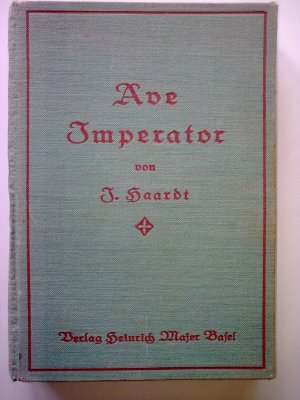 Ave
Imperator
von
J. Haardt
Verlag Heinrich Majer Basel